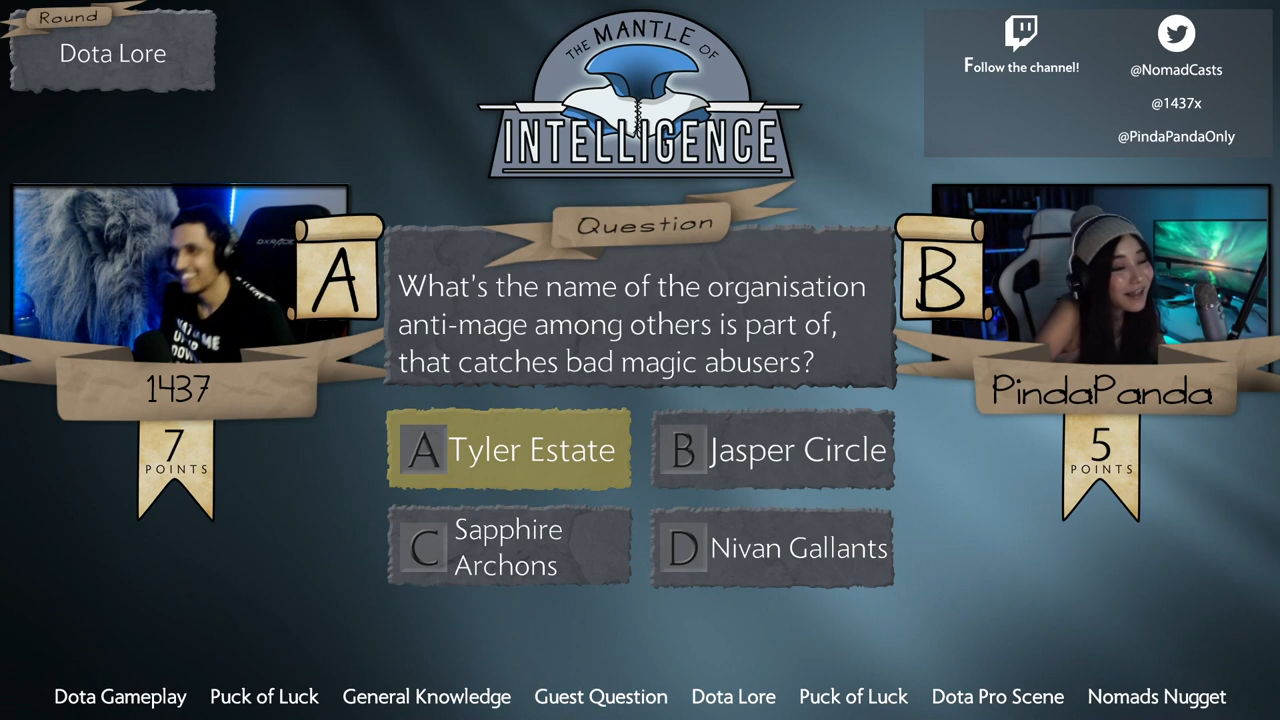 Round
Dota Lore
THE MANTLE OF
INTELLIGENCE
Follow the channel!
@NomadCasts
@1437x
@PindaPandaOnly
Question
What's the name of the organisation
anti-mage among others is part of,
that catches bad magic abusers?
A
B
DXRACER
1437
7
POINTS
PindaPanda
5
POINTS
A Tyler Estate
B Jasper Circle
C Sapphire
Archons
D Nivan Gallants
Dota Gameplay Puck of Luck General Knowledge Guest Question Dota Lore Puck of Luck Dota Pro Scene Nomads Nugget